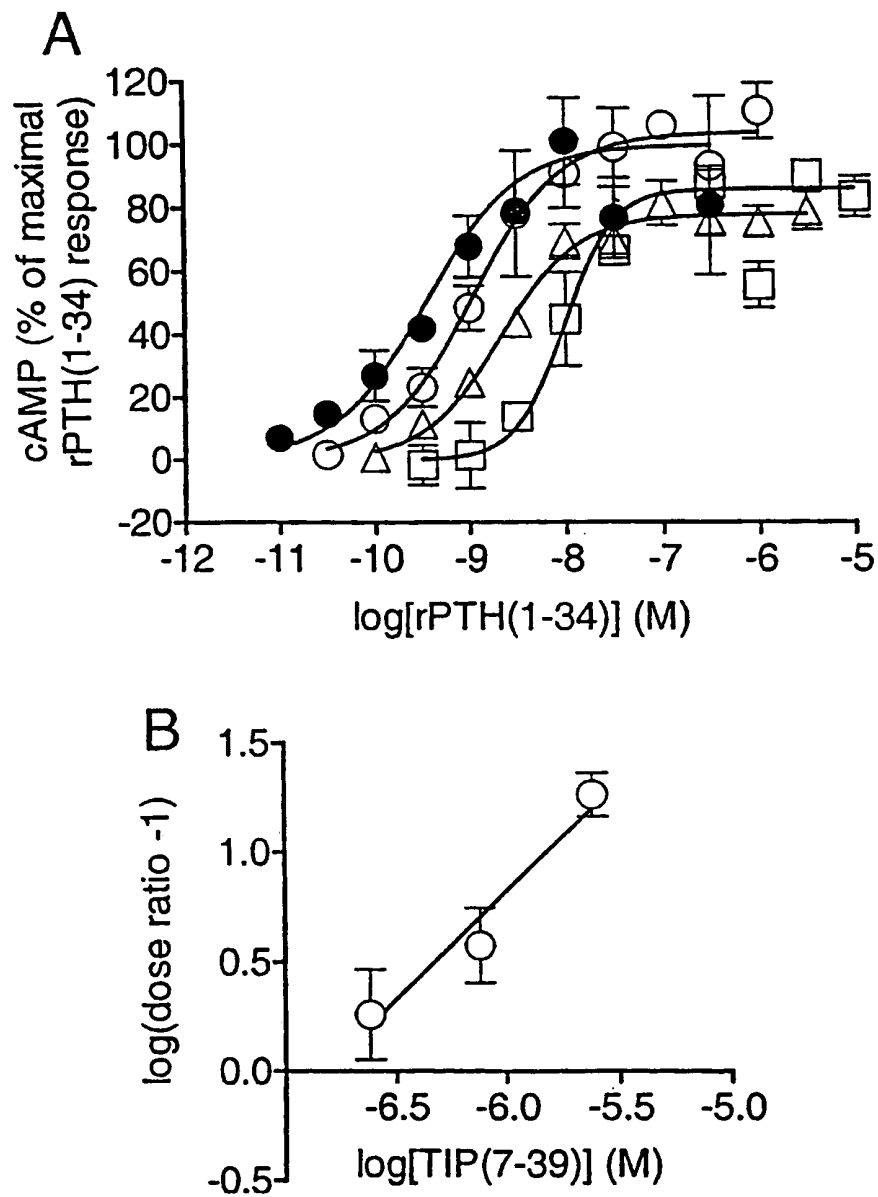 A
cAMP (% of maximal
rPTH(1-34) response)
120
100
80
60
40
20
0
-20
-12 -11 -10 -9 -8 -7 -6 -5
log[rPTH(1-34)] (M)
B
log(dose ratio -1)
1.5
1.0
0.5
0.0
-0.5
-6.5 -6.0 -5.5 -5.0
log[TIP(7-39)] (M)